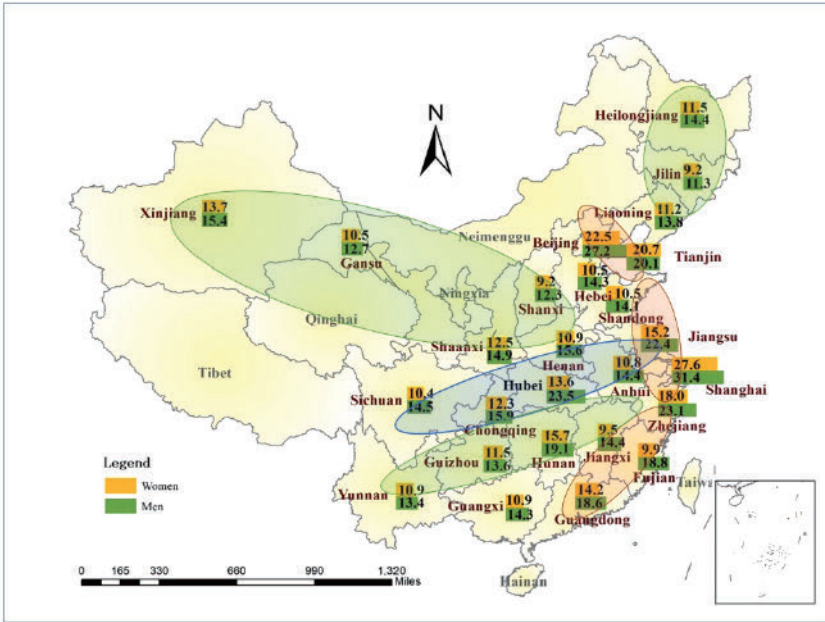 N
Heilongjiang
11.5
14.4
Jilin
9.2
11.3
Liaoning
11.2
13.8
Xinjiang
13.7
15.4
Gansu
10.5
12.7
Neimenggu
Beijing
22.5
27.2
Tianjin
20.7
20.1
Hebei
10.5
14.3
Shanxi
9.2
12.3
Ningxia
Shandong
10.5
14.1
Qinghai
Jiangsu
15.2
22.4
Shaanxi
12.5
14.9
Henan
10.9
15.6
Tibet
Anhui
10.8
14.4
Shanghai
27.6
31.4
Hubei
13.6
23.5
Sichuan
10.4
14.5
Chongqing
12.3
15.9
Zhejiang
18.0
23.1
Hunan
15.7
19.1
Jiangxi
9.5
14.4
Guizhou
11.5
13.6
Fujian
9.9
18.8
Yunnan
10.9
13.4
Guangxi
10.9
14.3
Guangdong
14.2
18.6
Taiwa
Hainan
Legend
Women
Men
0 165 330 660 990 1,320
Miles